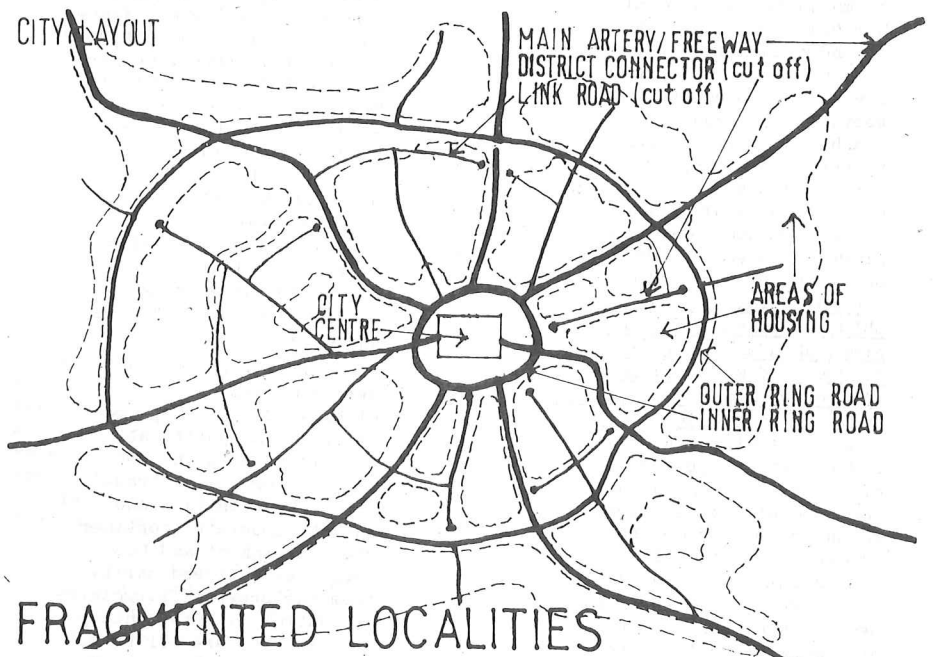 CITY LAYOUT
MAIN ARTERY/FREEWAY
DISTRICT CONNECTOR (cut off)
LINK ROAD (cut off)
CITY
CENTRE
AREAS OF
HOUSING
OUTER RING ROAD
INNER RING ROAD
FRAGMENTED LOCALITIES